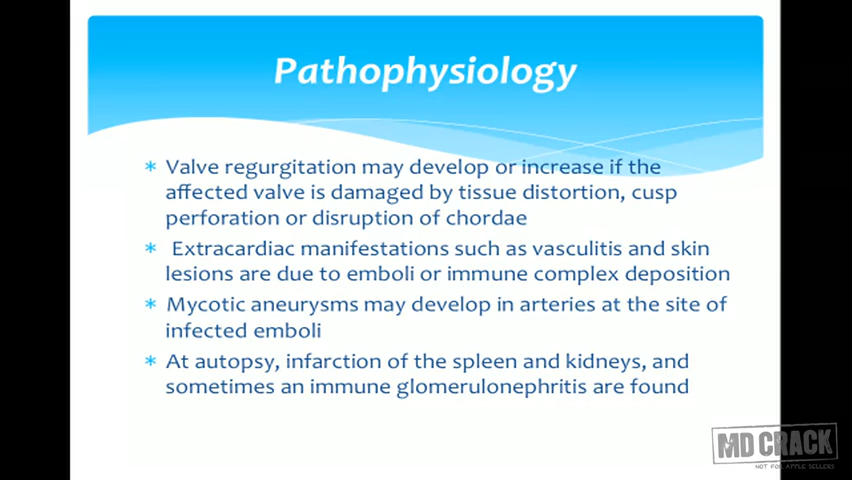 Pathophysiology
* Valve regurgitation may develop or increase if the
affected valve is damaged by tissue distortion, cusp
perforation or disruption of chordae
* Extracardiac manifestations such as vasculitis and skin
lesions are due to emboli or immune complex deposition
* Mycotic aneurysms may develop in arteries at the site of
infected emboli
* At autopsy, infarction of the spleen and kidneys, and
sometimes an immune glomerulonephritis are found
MD CRACK
NOT FOR APPLE SELLERS